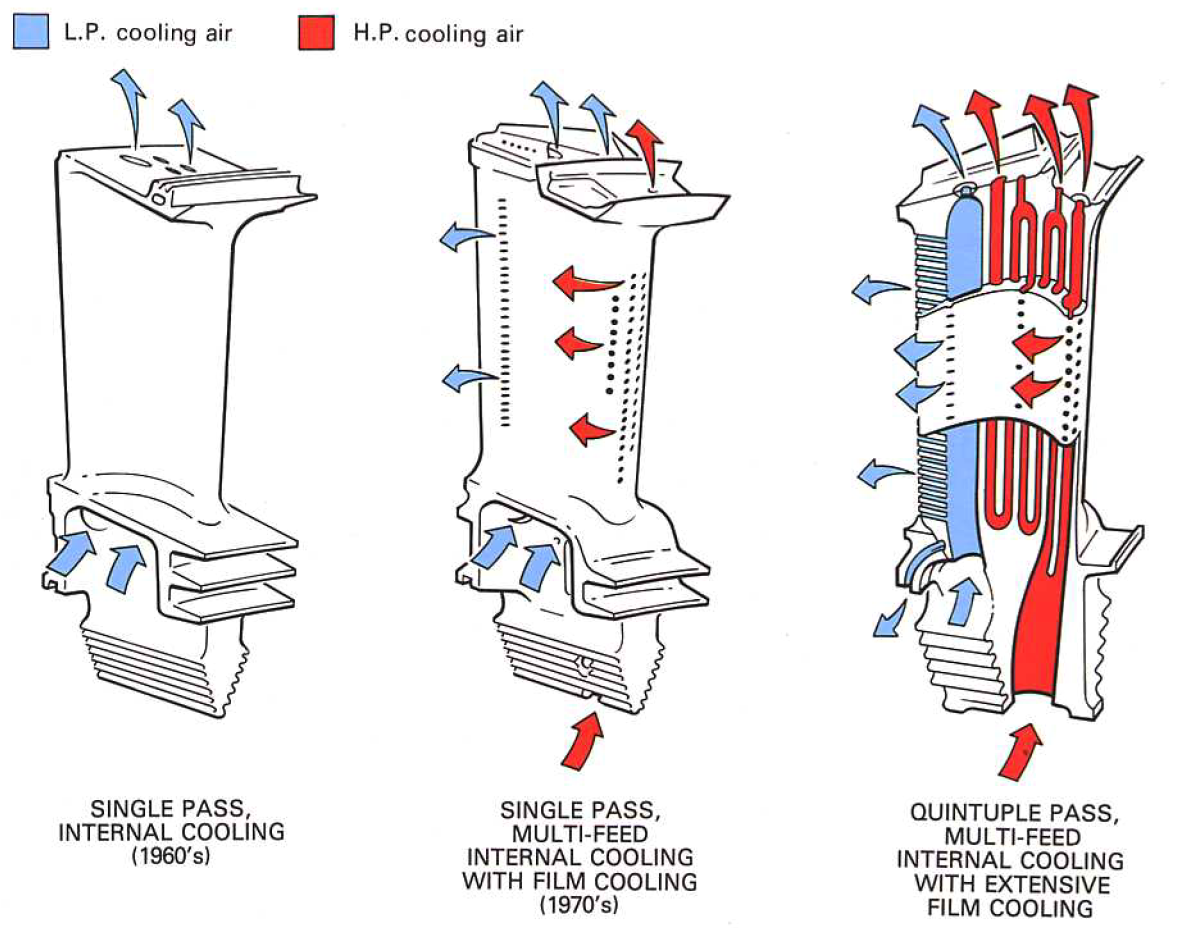 L.P. cooling air
H.P. cooling air
SINGLE PASS,
INTERNAL COOLING
(1960's)
SINGLE PASS,
MULTI-FEED
INTERNAL COOLING
WITH FILM COOLING
(1970's)
QUINTUPLE PASS,
MULTI-FEED
INTERNAL COOLING
WITH EXTENSIVE
FILM COOLING